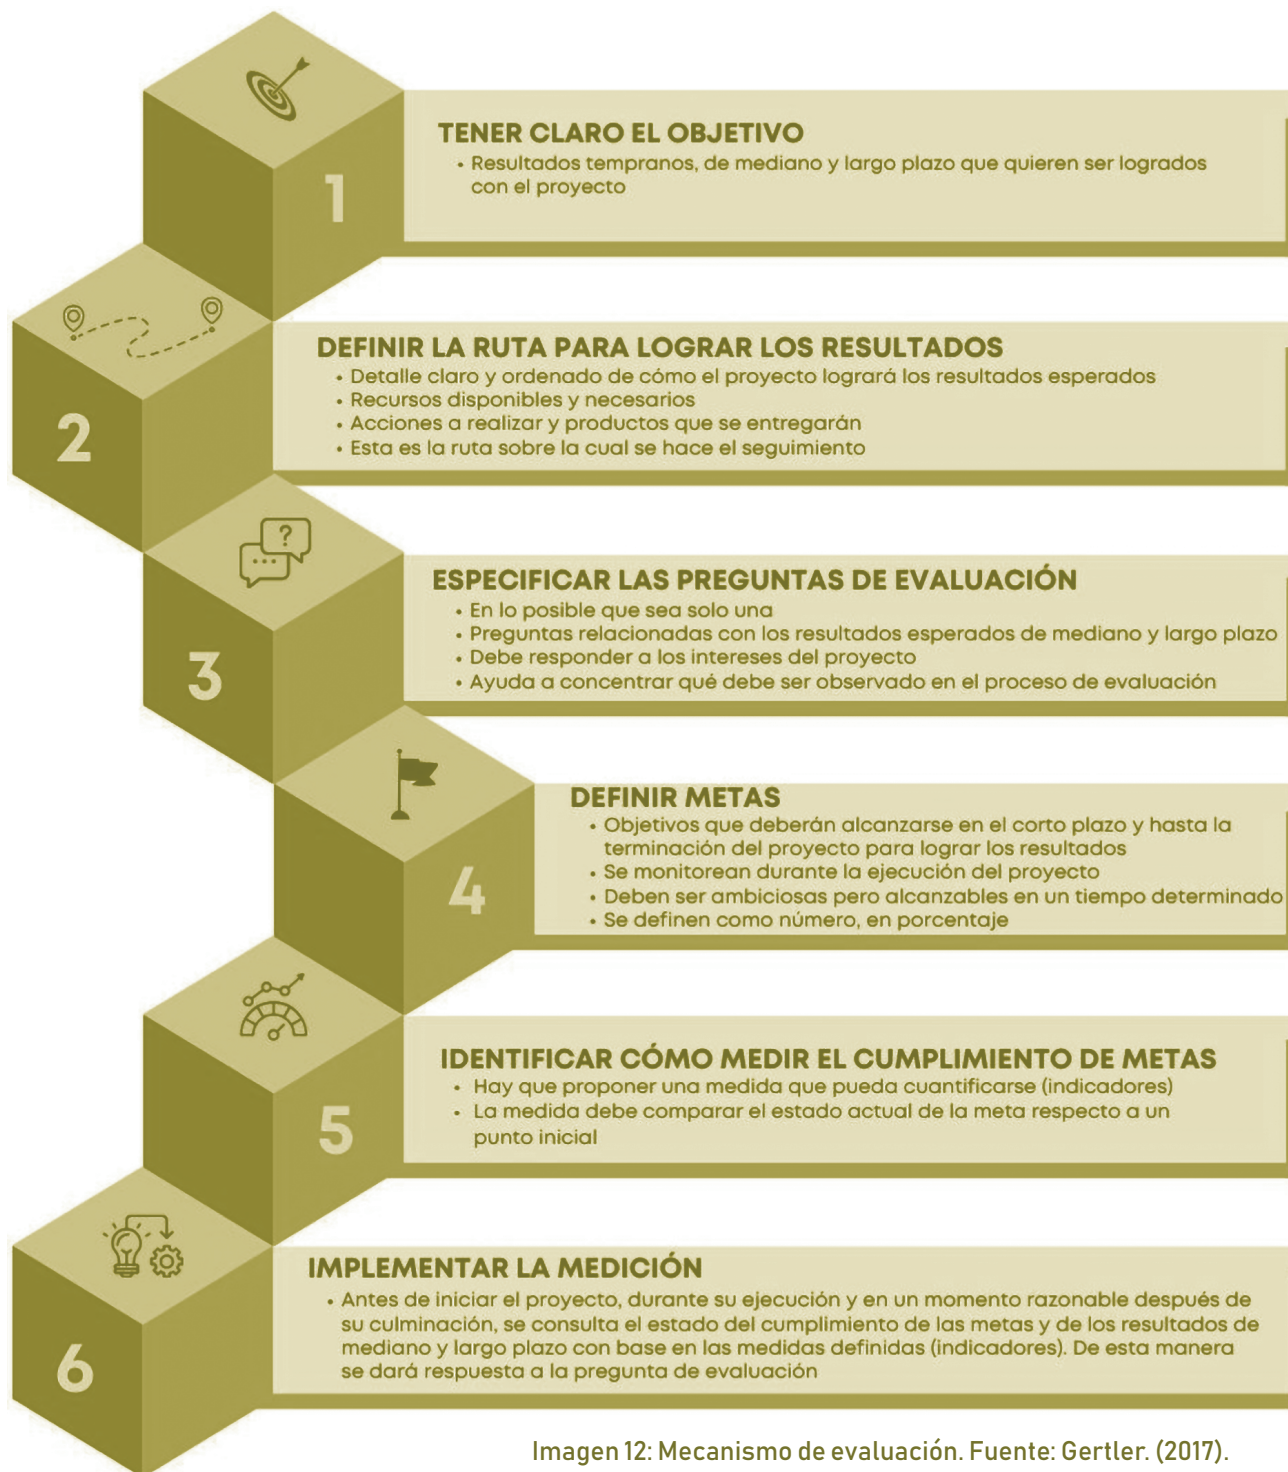 1
TENER CLARO EL OBJETIVO
• Resultados tempranos, de mediano y largo plazo que quieren ser logrados
con el proyecto
2
DEFINIR LA RUTA PARA LOGRAR LOS RESULTADOS
• Detalle claro y ordenado de cómo el proyecto logrará los resultados esperados
• Recursos disponibles y necesarios
• Acciones a realizar y productos que se entregarán
• Esta es la ruta sobre la cual se hace el seguimiento
?
3
ESPECIFICAR LAS PREGUNTAS DE EVALUACIÓN
• En lo posible que sea solo una
• Preguntas relacionadas con los resultados esperados de mediano y largo plazo
• Debe responder a los intereses del proyecto
• Ayuda a concentrar qué debe ser observado en el proceso de evaluación
4
DEFINIR METAS
• Objetivos que deberán alcanzarse en el corto plazo y hasta la
terminación del proyecto para lograr los resultados
• Se monitorean durante la ejecución del proyecto
• Deben ser ambiciosas pero alcanzables en un tiempo determinado
• Se definen como número, en porcentaje
5
IDENTIFICAR CÓMO MEDIR EL CUMPLIMIENTO DE METAS
• Hay que proponer una medida que pueda cuantificarse (indicadores)
• La medida debe comparar el estado actual de la meta respecto a un
punto inicial
6
IMPLEMENTAR LA MEDICIÓN
• Antes de iniciar el proyecto, durante su ejecución y en un momento razonable después de
su culminación, se consulta el estado del cumplimiento de las metas y de los resultados de
mediano y largo plazo con base en las medidas definidas (indicadores). De esta manera
se dará respuesta a la pregunta de evaluación
Imagen 12: Mecanismo de evaluación. Fuente: Gertler. (2017).